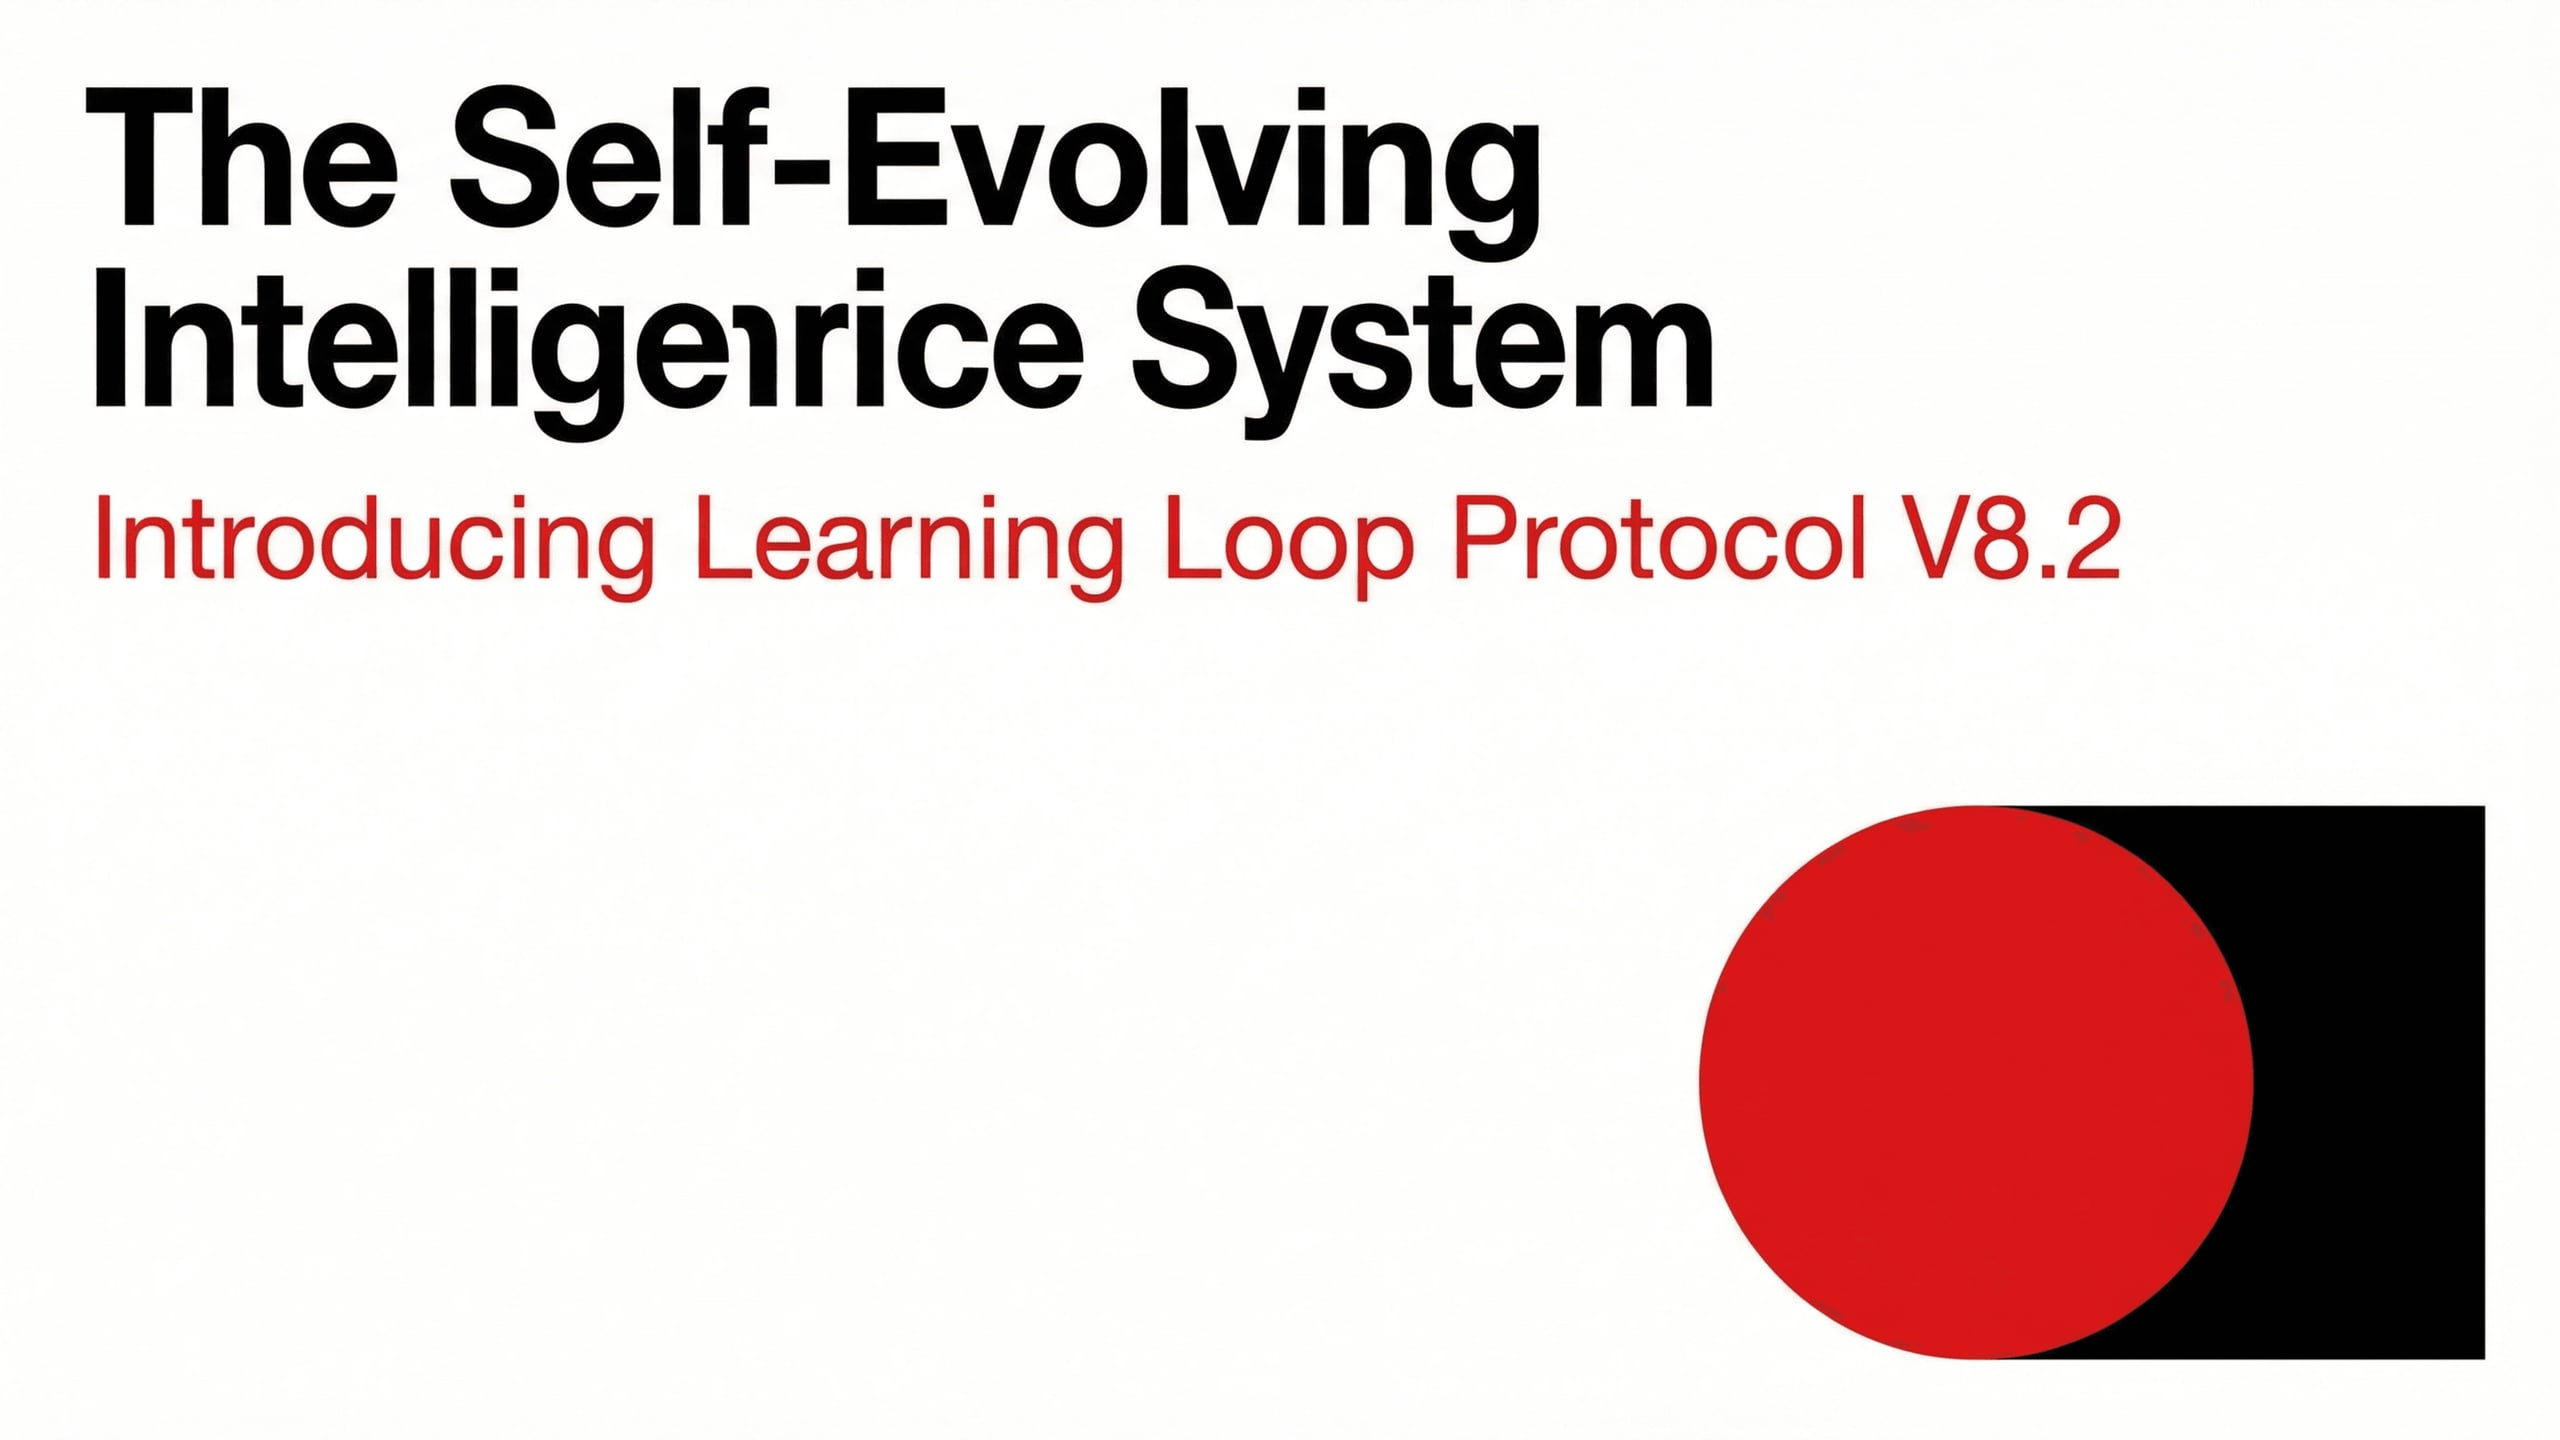 The Self-Evolving
Intelligeırice System
Introducing Learning Loop Protocol V8.2